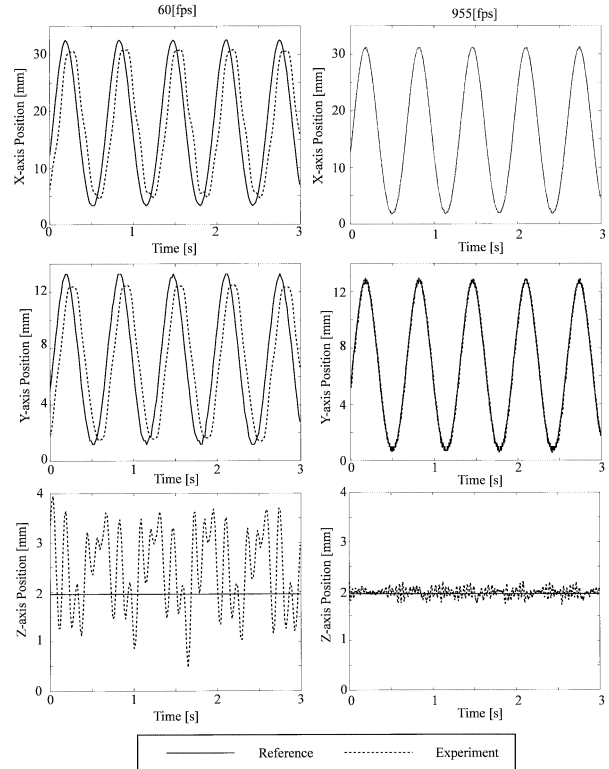 60[fps]
955[fps]
X-axis Position [mm]
30
20
10
0
0 1 2 3
Time [s]
X-axis Position [mm]
30
20
10
0
0 1 2 3
Time [s]
Y-axis Position [mm]
12
8
4
0
0 1 2 3
Time [s]
Y-axis Position [mm]
12
8
4
0
0 1 2 3
Time [s]
Z-axis Position [mm]
4
3
2
1
0
0 1 2 3
Time [s]
Z-axis Position [mm]
4
3
2
1
0
0 1 2 3
Time [s]
Reference
Experiment